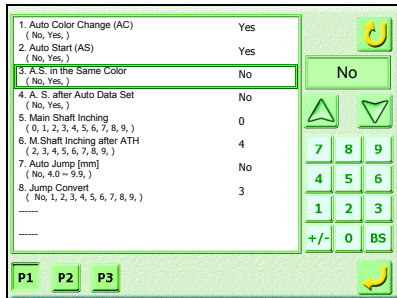 1. Auto Color Change (AC) Yes
( No, Yes, )
2. Auto Start (AS) Yes
( No, Yes, )
3. A.S. in the Same Color No
( No, Yes, )
4. A. S. after Auto Data Set No
( No, Yes, )
5. Main Shaft Inching 0
( 0, 1, 2, 3, 4, 5, 6, 7, 8, 9, )
6. M.Shaft Inching after ATH 4
( 2, 3, 4, 5, 6, 7, 8, 9, )
7. Auto Jump [mm] No
( No, 4.0 ~ 9.9, )
8. Jump Convert 3
( No, 1, 2, 3, 4, 5, 6, 7, 8, 9, )
------
------
No
7 8 9
4 5 6
1 2 3
+/- 0 BS
P1 P2 P3